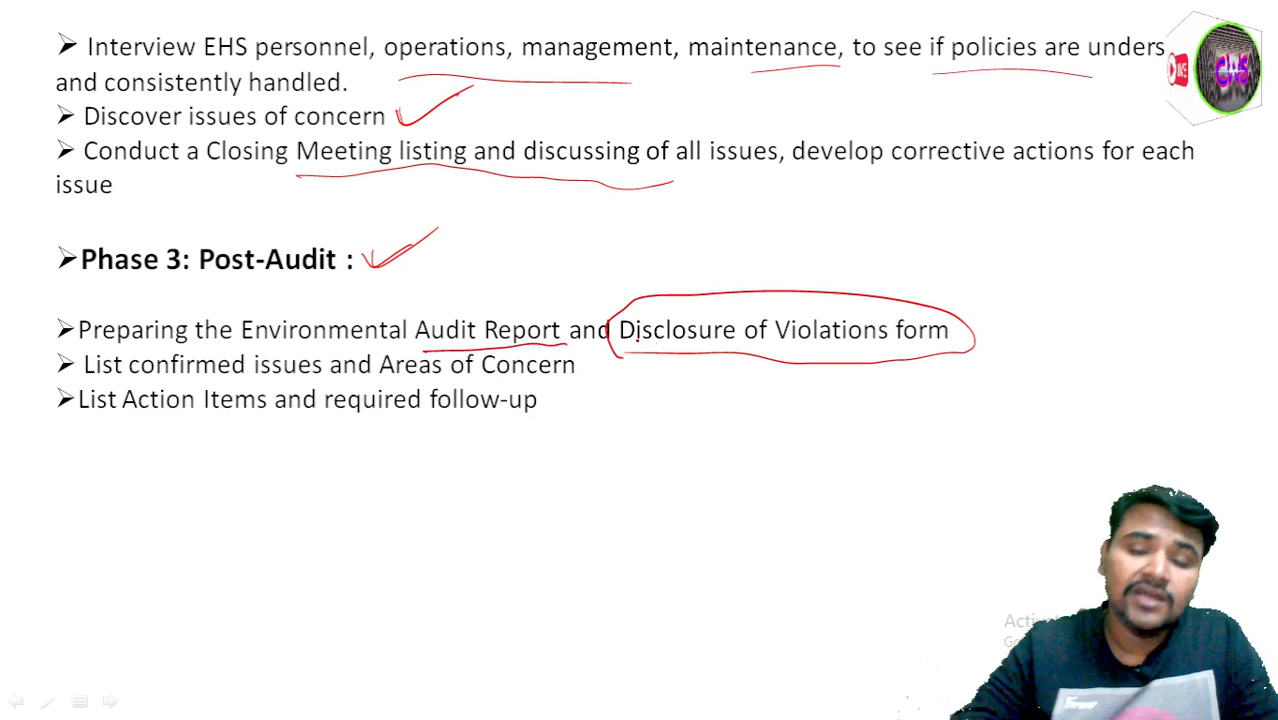 ➢ Interview EHS personnel, operations, management, maintenance, to see if policies are unders
and consistently handled.
➢ Discover issues of concern
➢ Conduct a Closing Meeting listing and discussing of all issues, develop corrective actions for each
issue
➢Phase 3: Post-Audit :
➢Preparing the Environmental Audit Report and Disclosure of Violations form
➢ List confirmed issues and Areas of Concern
➢List Action Items and required follow-up